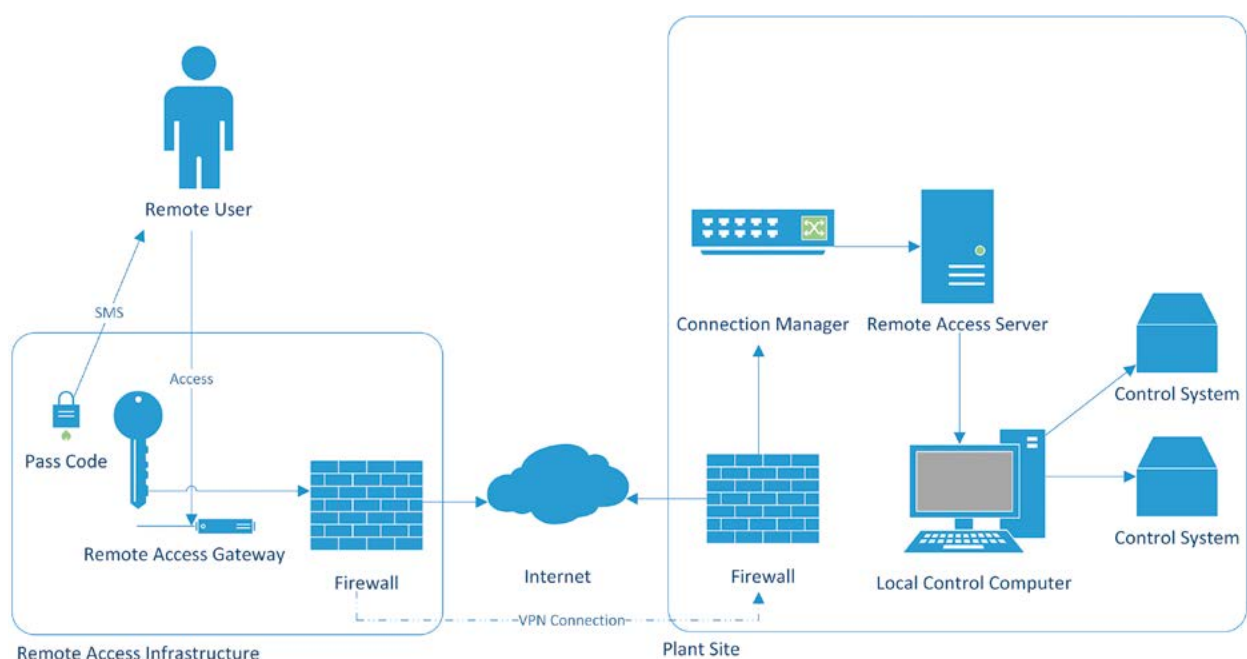 Remote User
SMS
Access
Pass Code
Remote Access Gateway
Firewall
Remote Access Infrastructure
Internet
VPN Connection
Connection Manager
Remote Access Server
Control System
Control System
Firewall
Local Control Computer
Plant Site